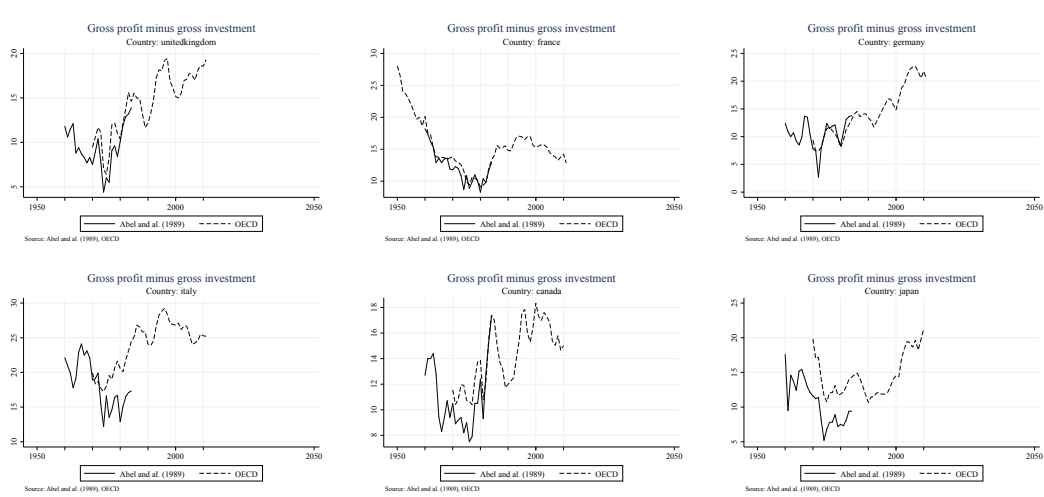 Gross profit minus gross investment
Country: unitedkingdom
20
15
10
5
1950 2000 2050
Abel and al. (1989) OECD
Source: Abel and al. (1989), OECD
Gross profit minus gross investment
Country: france
30
25
20
15
10
1950 2000 2050
Abel and al. (1989) OECD
Source: Abel and al. (1989), OECD
Gross profit minus gross investment
Country: germany
25
20
15
10
5
0
1950 2000 2050
Abel and al. (1989) OECD
Source: Abel and al. (1989), OECD
Gross profit minus gross investment
Country: italy
30
25
20
15
10
1950 2000 2050
Abel and al. (1989) OECD
Source: Abel and al. (1989), OECD
Gross profit minus gross investment
Country: canada
18
16
14
12
10
8
1950 2000 2050
Abel and al. (1989) OECD
Source: Abel and al. (1989), OECD
Gross profit minus gross investment
Country: japan
25
20
15
10
5
1950 2000 2050
Abel and al. (1989) OECD
Source: Abel and al. (1989), OECD